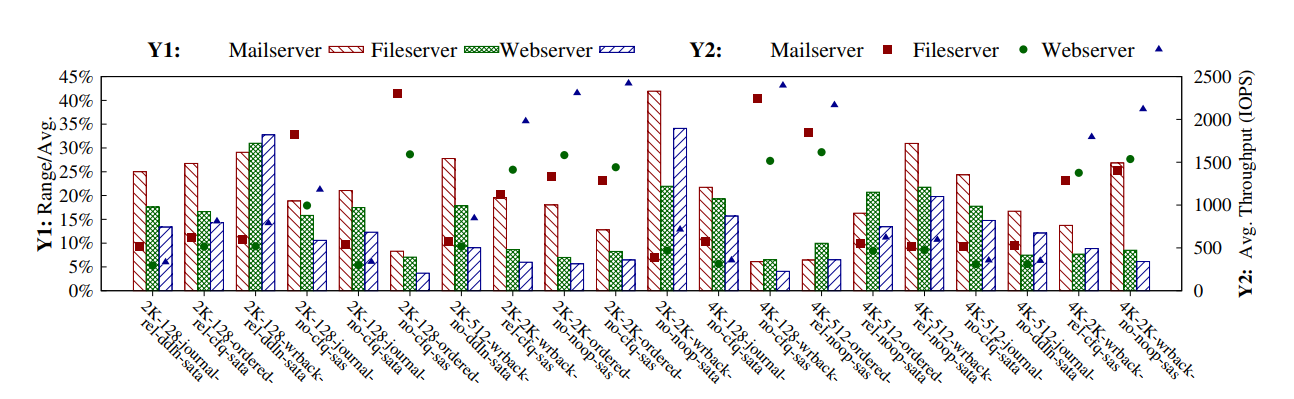 Y1: Mailserver Fileserver Webserver Y2: Mailserver Fileserver Webserver
Y1: Range/Avg.
45%
40%
35%
30%
25%
20%
15%
10%
5%
0%
2500
2000
1500
1000
500
0
Y2: Avg. Throughput (IOPS)
2K-128-journal-
rel-ddln-sata
2K-128-ordered-
rel-cfq-sata
2K-128-wrback-
rel-ddln-sata
2K-128-journal-
no-cfq-sas
2K-128-journal-
no-cfq-sata
2K-128-ordered-
no-cfq-sas
2K-512-wrback-
no-ddln-sata
2K-2K-wrback-
rel-cfq-sas
2K-2K-ordered-
no-noop-sas
2K-2K-ordered-
no-cfq-sas
2K-2K-wrback-
no-noop-sata
4K-128-journal-
no-cfq-sata
4K-128-wrback-
no-cfq-sas
4K-512-ordered-
rel-noop-sas
4K-512-ordered-
rel-noop-sata
4K-512-wrback-
rel-noop-sata
4K-512-journal-
no-cfq-sata
4K-512-journal-
no-ddln-sata
4K-2K-wrback-
rel-cfq-sas
4K-2K-wrback-
no-noop-sas